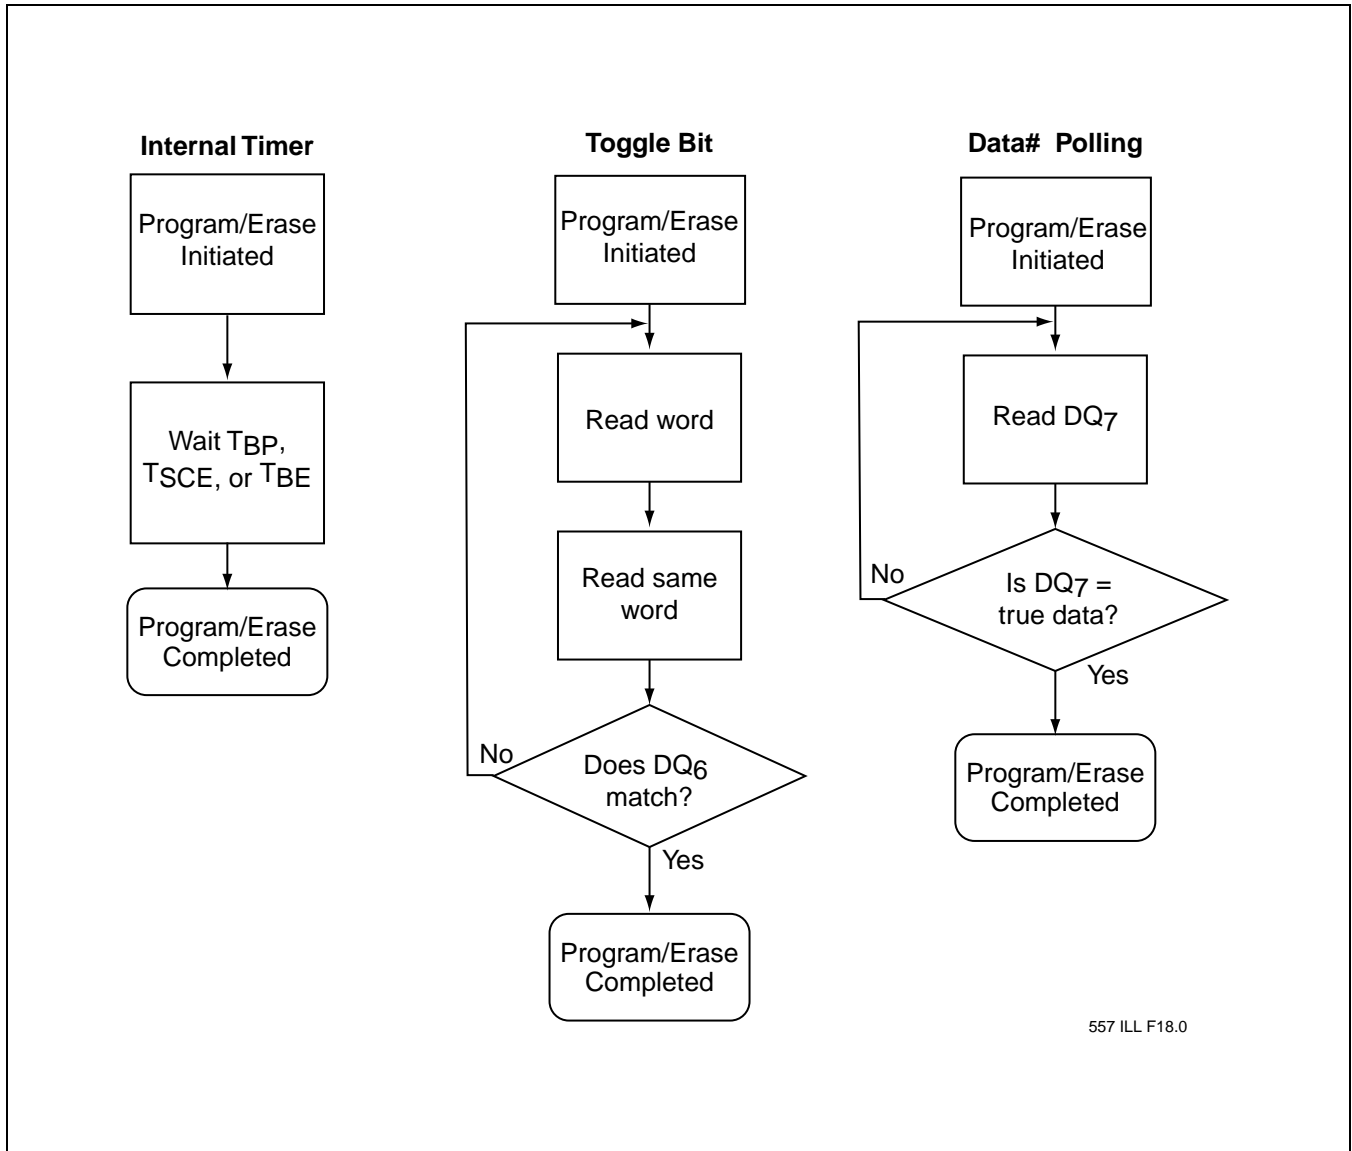 Internal Timer
Program/Erase
Initiated
Wait TBP,
TSCE, or TBE
Program/Erase
Completed
Toggle Bit
Program/Erase
Initiated
Read word
Read same
word
No
Does DQ6
match?
Yes
Program/Erase
Completed
Data# Polling
Program/Erase
Initiated
Read DQ7
No
Is DQ7 =
true data?
Yes
Program/Erase
Completed
557 ILL F18.0